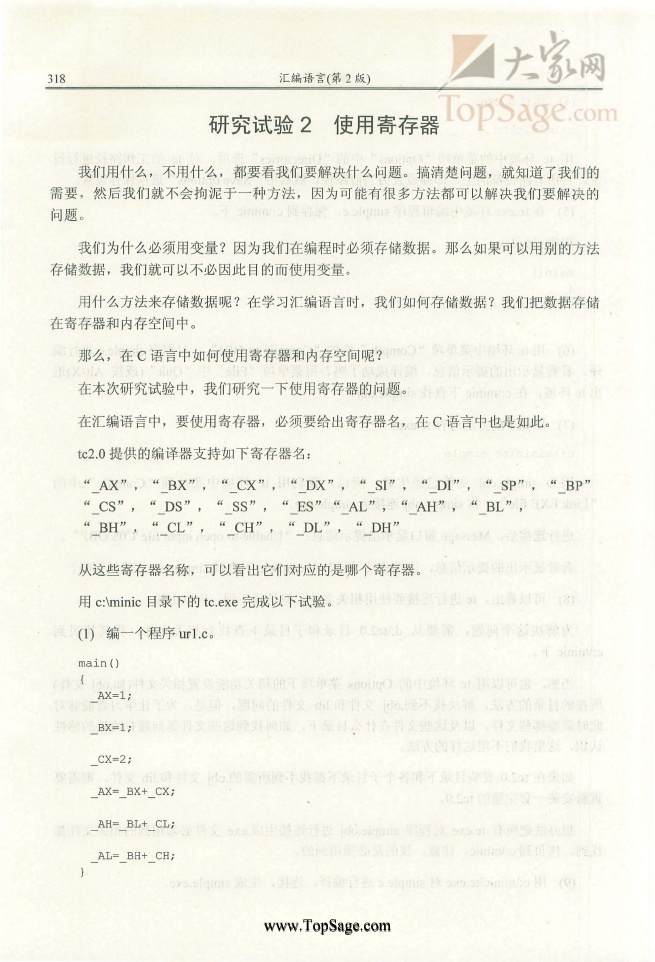 大家网
TopSage.com
318
汇编语言(第 2 版)
研究试验 2 使用寄存器
我们用什么，不用什么，都要看我们要解决什么问题。搞清楚问题，就知道了我们的
需要，然后我们就不会拘泥于一种方法，因为可能有很多方法都可以解决我们要解决的
问题。
我们为什么必须用变量？因为我们在编程时必须存储数据。那么如果可以用别的方法
存储数据，我们就可以不必因此目的而使用变量。
用什么方法来存储数据呢？在学习汇编语言时，我们如何存储数据？我们把数据存储
在寄存器和内存空间中。
那么，在 C 语言中如何使用寄存器和内存空间呢？
在本次研究试验中，我们研究一下使用寄存器的问题。
在汇编语言中，要使用寄存器，必须要给出寄存器名，在 C 语言中也是如此。
tc2.0 提供的编译器支持如下寄存器名：
“_AX”，“_BX”，“_CX”，“_DX”，“_SI”，“_DI”，“_SP”，“_BP”
“_CS”，“_DS”，“_SS”，“_ES”“_AL”，“_AH”，“_BL”，
“_BH”，“_CL”，“_CH”，“_DL”，“_DH”
从这些寄存器名称，可以看出它们对应的是哪个寄存器。
用 c:\minic 目录下的 tc.exe 完成以下试验。
(1) 编一个程序 ur1.c。
main()
{
_AX=1;
_BX=1;
_CX=2;
_AX=_BX+_CX;
_AH=_BL+_CL;
_AL=_BH+_CH;
}
www.TopSage.com